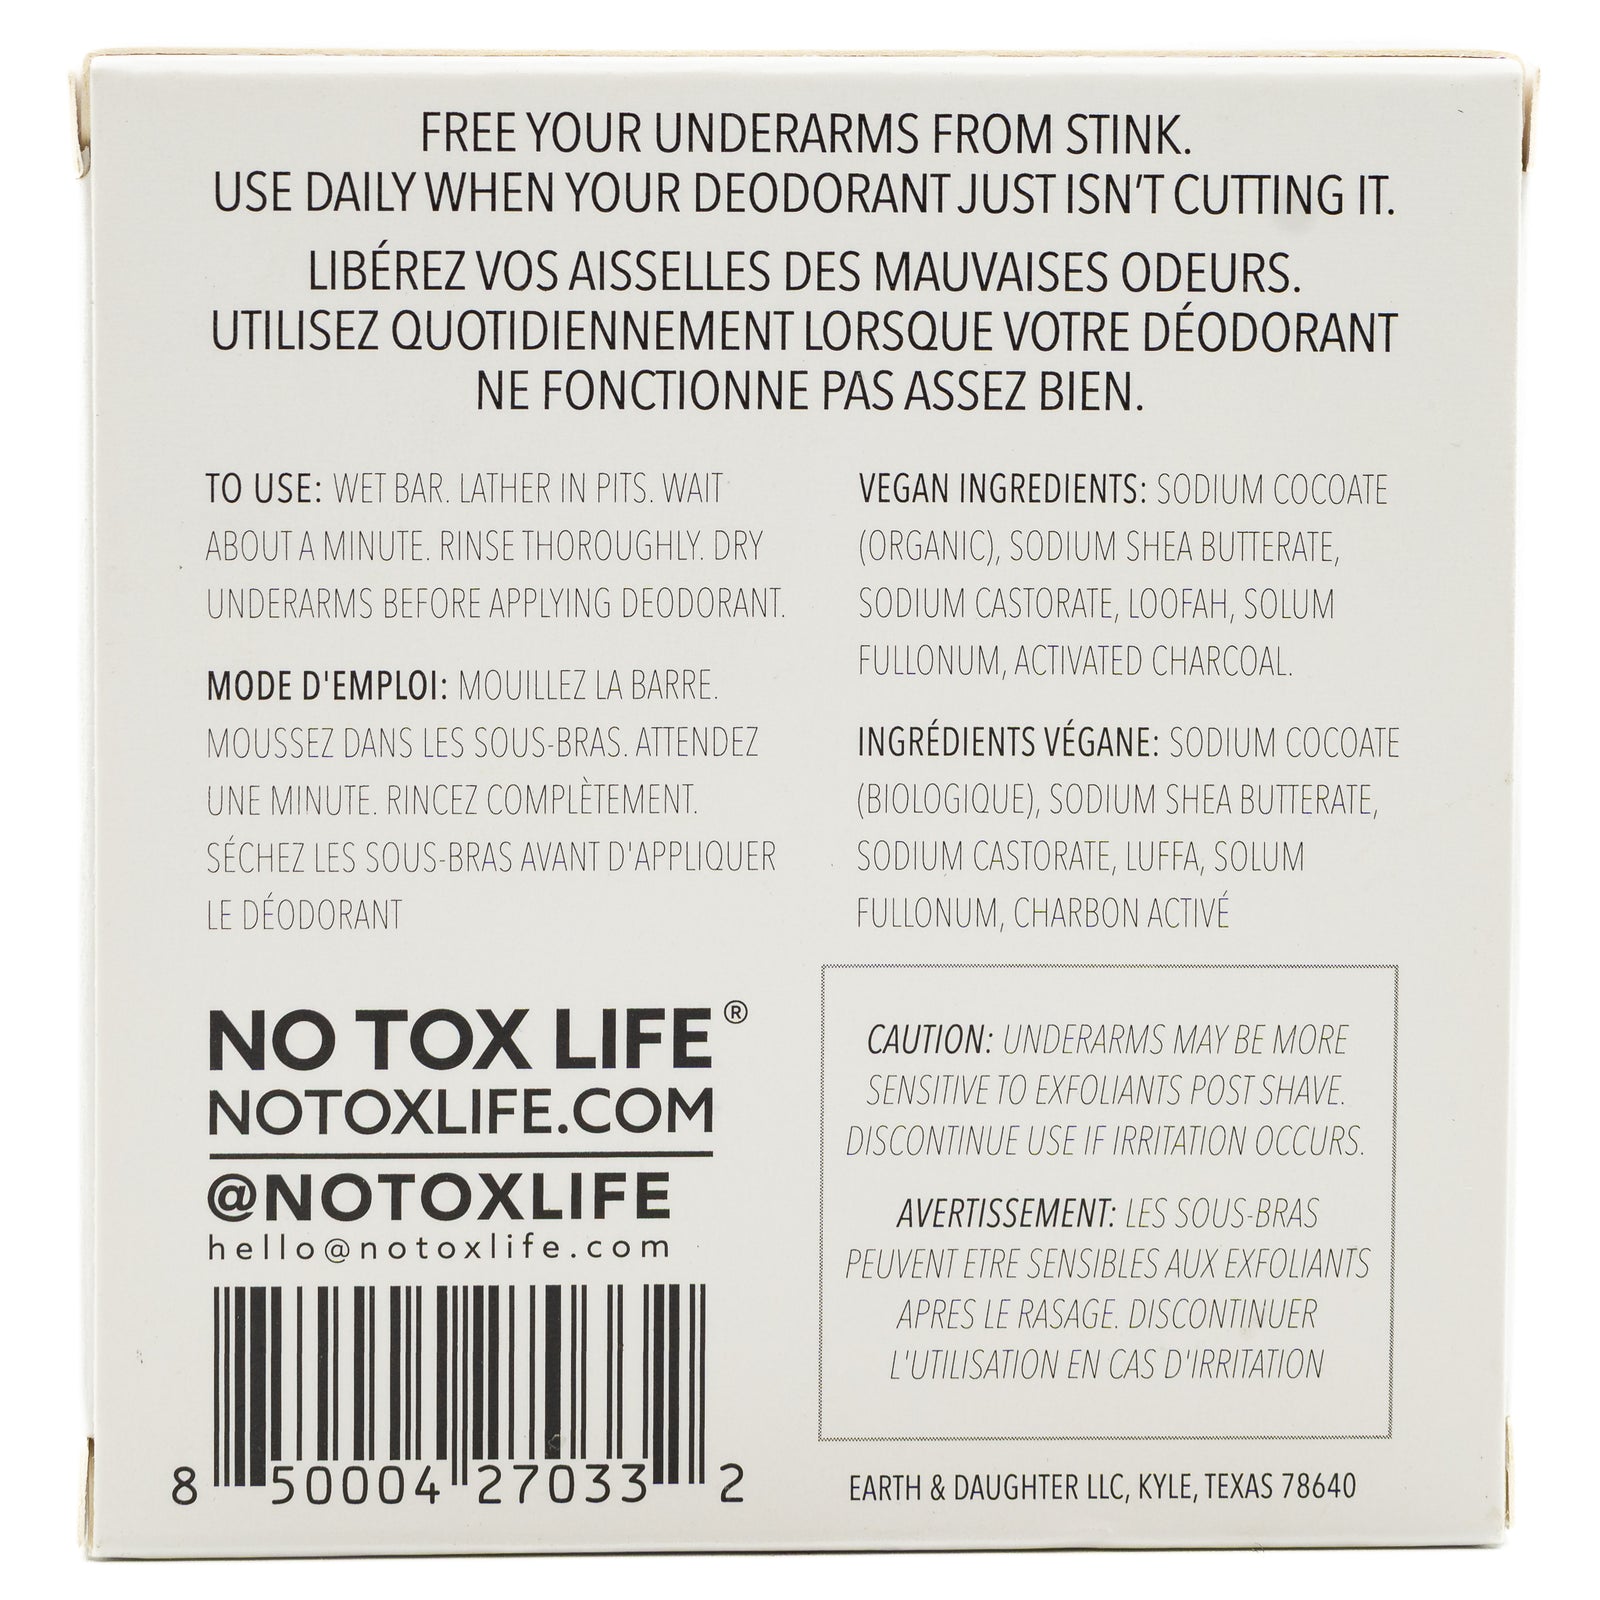 FREE YOUR UNDERARMS FROM STINK.
USE DAILY WHEN YOUR DEODORANT JUST ISN'T CUTTING IT.
LIBÉREZ VOS AISSELLES DES MAUVAISES ODEURS.
UTILISEZ QUOTIDIENNEMENT LORSQUE VOTRE DÉODORANT
NE FONCTIONNE PAS ASSEZ BIEN.
TO USE: WET BAR. LATHER IN PITS. WAIT
ABOUT A MINUTE. RINSE THOROUGHLY. DRY
UNDERARMS BEFORE APPLYING DEODORANT.
MODE D'EMPLOI: MOUILLEZ LA BARRE.
MOUSSEZ DANS LES SOUS-BRAS. ATTENDEZ
UNE MINUTE. RINCEZ COMPLÈTEMENT.
SÉCHEZ LES SOUS-BRAS AVANT D'APPLIQUER
LE DÉODORANT
VEGAN INGREDIENTS: SODIUM COCOATE
(ORGANIC), SODIUM SHEA BUTTERATE,
SODIUM CASTORATE, LOOFAH, SOLUM
FULLONUM, ACTIVATED CHARCOAL.
INGRÉDIENTS VÉGANE: SODIUM COCOATE
(BIOLOGIQUE), SODIUM SHEA BUTTERATE,
SODIUM CASTORATE, LUFFA, SOLUM
FULLONUM, CHARBON ACTIVÉ
NO TOX LIFE®
NOTOXLIFE.COM
@NOTOXLIFE
hello@notoxlife.com
8 50004 27033 2
CAUTION: UNDERARMS MAY BE MORE
SENSITIVE TO EXFOLIANTS POST SHAVE.
DISCONTINUE USE IF IRRITATION OCCURS.
AVERTISSEMENT: LES SOUS-BRAS
PEUVENT ETRE SENSIBLES AUX EXFOLIANTS
APRES LE RASAGE. DISCONTINUER
L'UTILISATION EN CAS D'IRRITATION
EARTH & DAUGHTER LLC, KYLE, TEXAS 78640